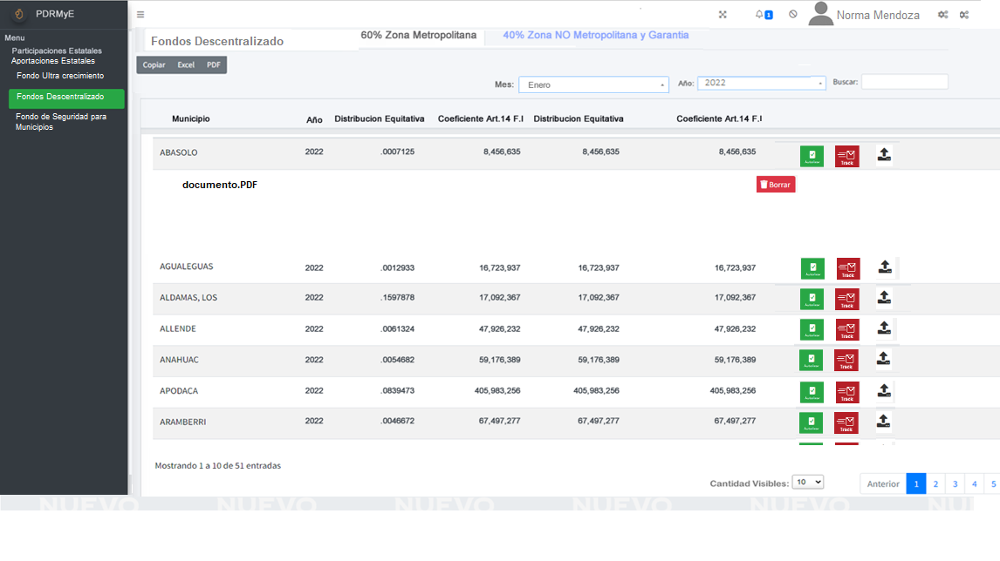 PDRMyE
1
Norma Mendoza
Menu
Participaciones Estatales
Aportaciones Estatales
Fondo Ultra crecimiento
Fondos Descentralizado
Fondo de Seguridad para
Municipios
Fondos Descentralizado
60% Zona Metropolitana
40% Zona NO Metropolitana y Garantia
Copiar Excel PDF
Mes: Enero Año: 2022 Buscar:
Municipio Año Distribucion Equitativa Coeficiente Art.14 F.I Distribucion Equitativa Coeficiente Art.14 F.I
ABASOLO 2022 .0007125 8,456,635 8,456,635 8,456,635 Autorizar Track
documento.PDF Borrar
AGUALEGUAS 2022 .0012933 16,723,937 16,723,937 16,723,937 Autorizar Track
ALDAMAS, LOS 2022 .1597878 17,092,367 17,092,367 17,092,367 Autorizar Track
ALLENDE 2022 .0061324 47,926,232 47,926,232 47,926,232 Autorizar Track
ANAHUAC 2022 .0054682 59,176,389 59,176,389 59,176,389 Autorizar Track
APODACA 2022 .0839473 405,983,256 405,983,256 405,983,256 Autorizar Track
ARAMBERRI 2022 .0046672 67,497,277 67,497,277 67,497,277 Autorizar Track
Mostrando 1 a 10 de 51 entradas
Cantidad Visibles: 10
Anterior 1 2 3 4 5
NUEVO NUEVO NUEVO NUEVO NUEVO NU